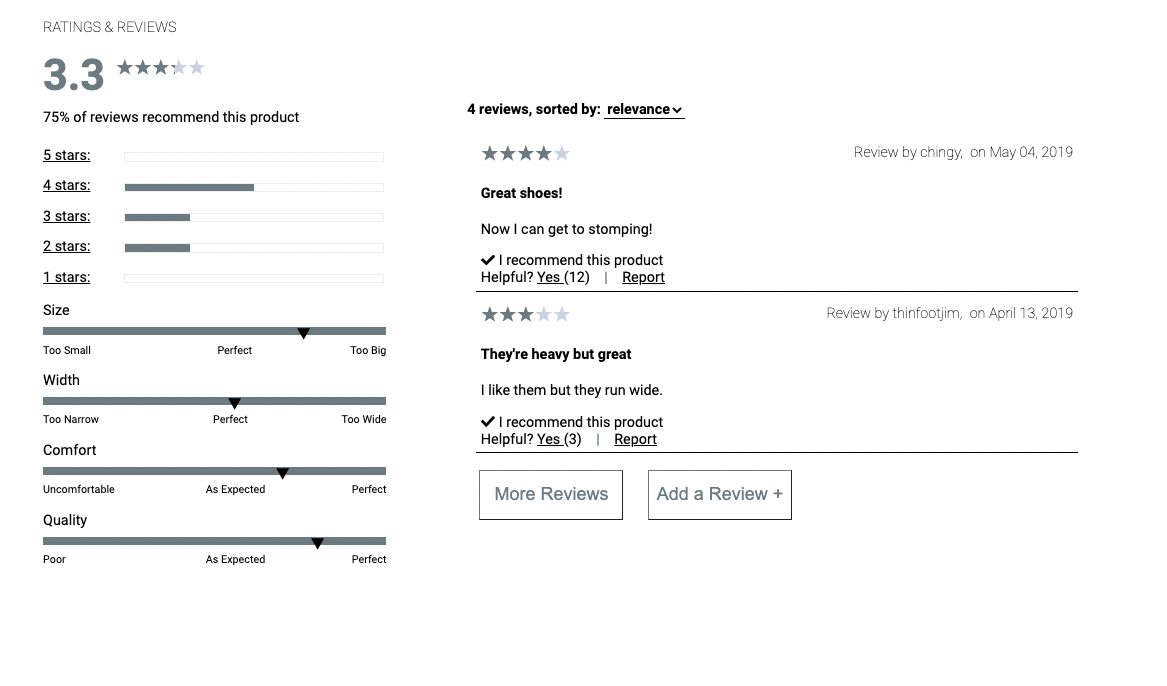 RATINGS & REVIEWS
3.3
75% of reviews recommend this product
5 stars:
4 stars:
3 stars:
2 stars:
1 stars:
Size
Too Small Perfect Too Big
Width
Too Narrow Perfect Too Wide
Comfort
Uncomfortable As Expected Perfect
Quality
Poor As Expected Perfect
4 reviews, sorted by: relevance
Review by chingy, on May 04, 2019
Great shoes!
Now I can get to stomping!
✔ I recommend this product
Helpful? Yes (12) | Report
Review by thinfootjim, on April 13, 2019
They're heavy but great
I like them but they run wide.
✔ I recommend this product
Helpful? Yes (3) | Report
More Reviews Add a Review +